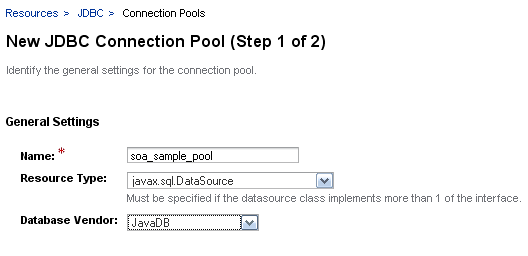 Resources > JDBC > Connection Pools
New JDBC Connection Pool (Step 1 of 2)
Identify the general settings for the connection pool.
General Settings
Name: * soa_sample_pool
Resource Type: javax.sql.DataSource
Must be specified if the datasource class implements more than 1 of the interface.
Database Vendor: JavaDB